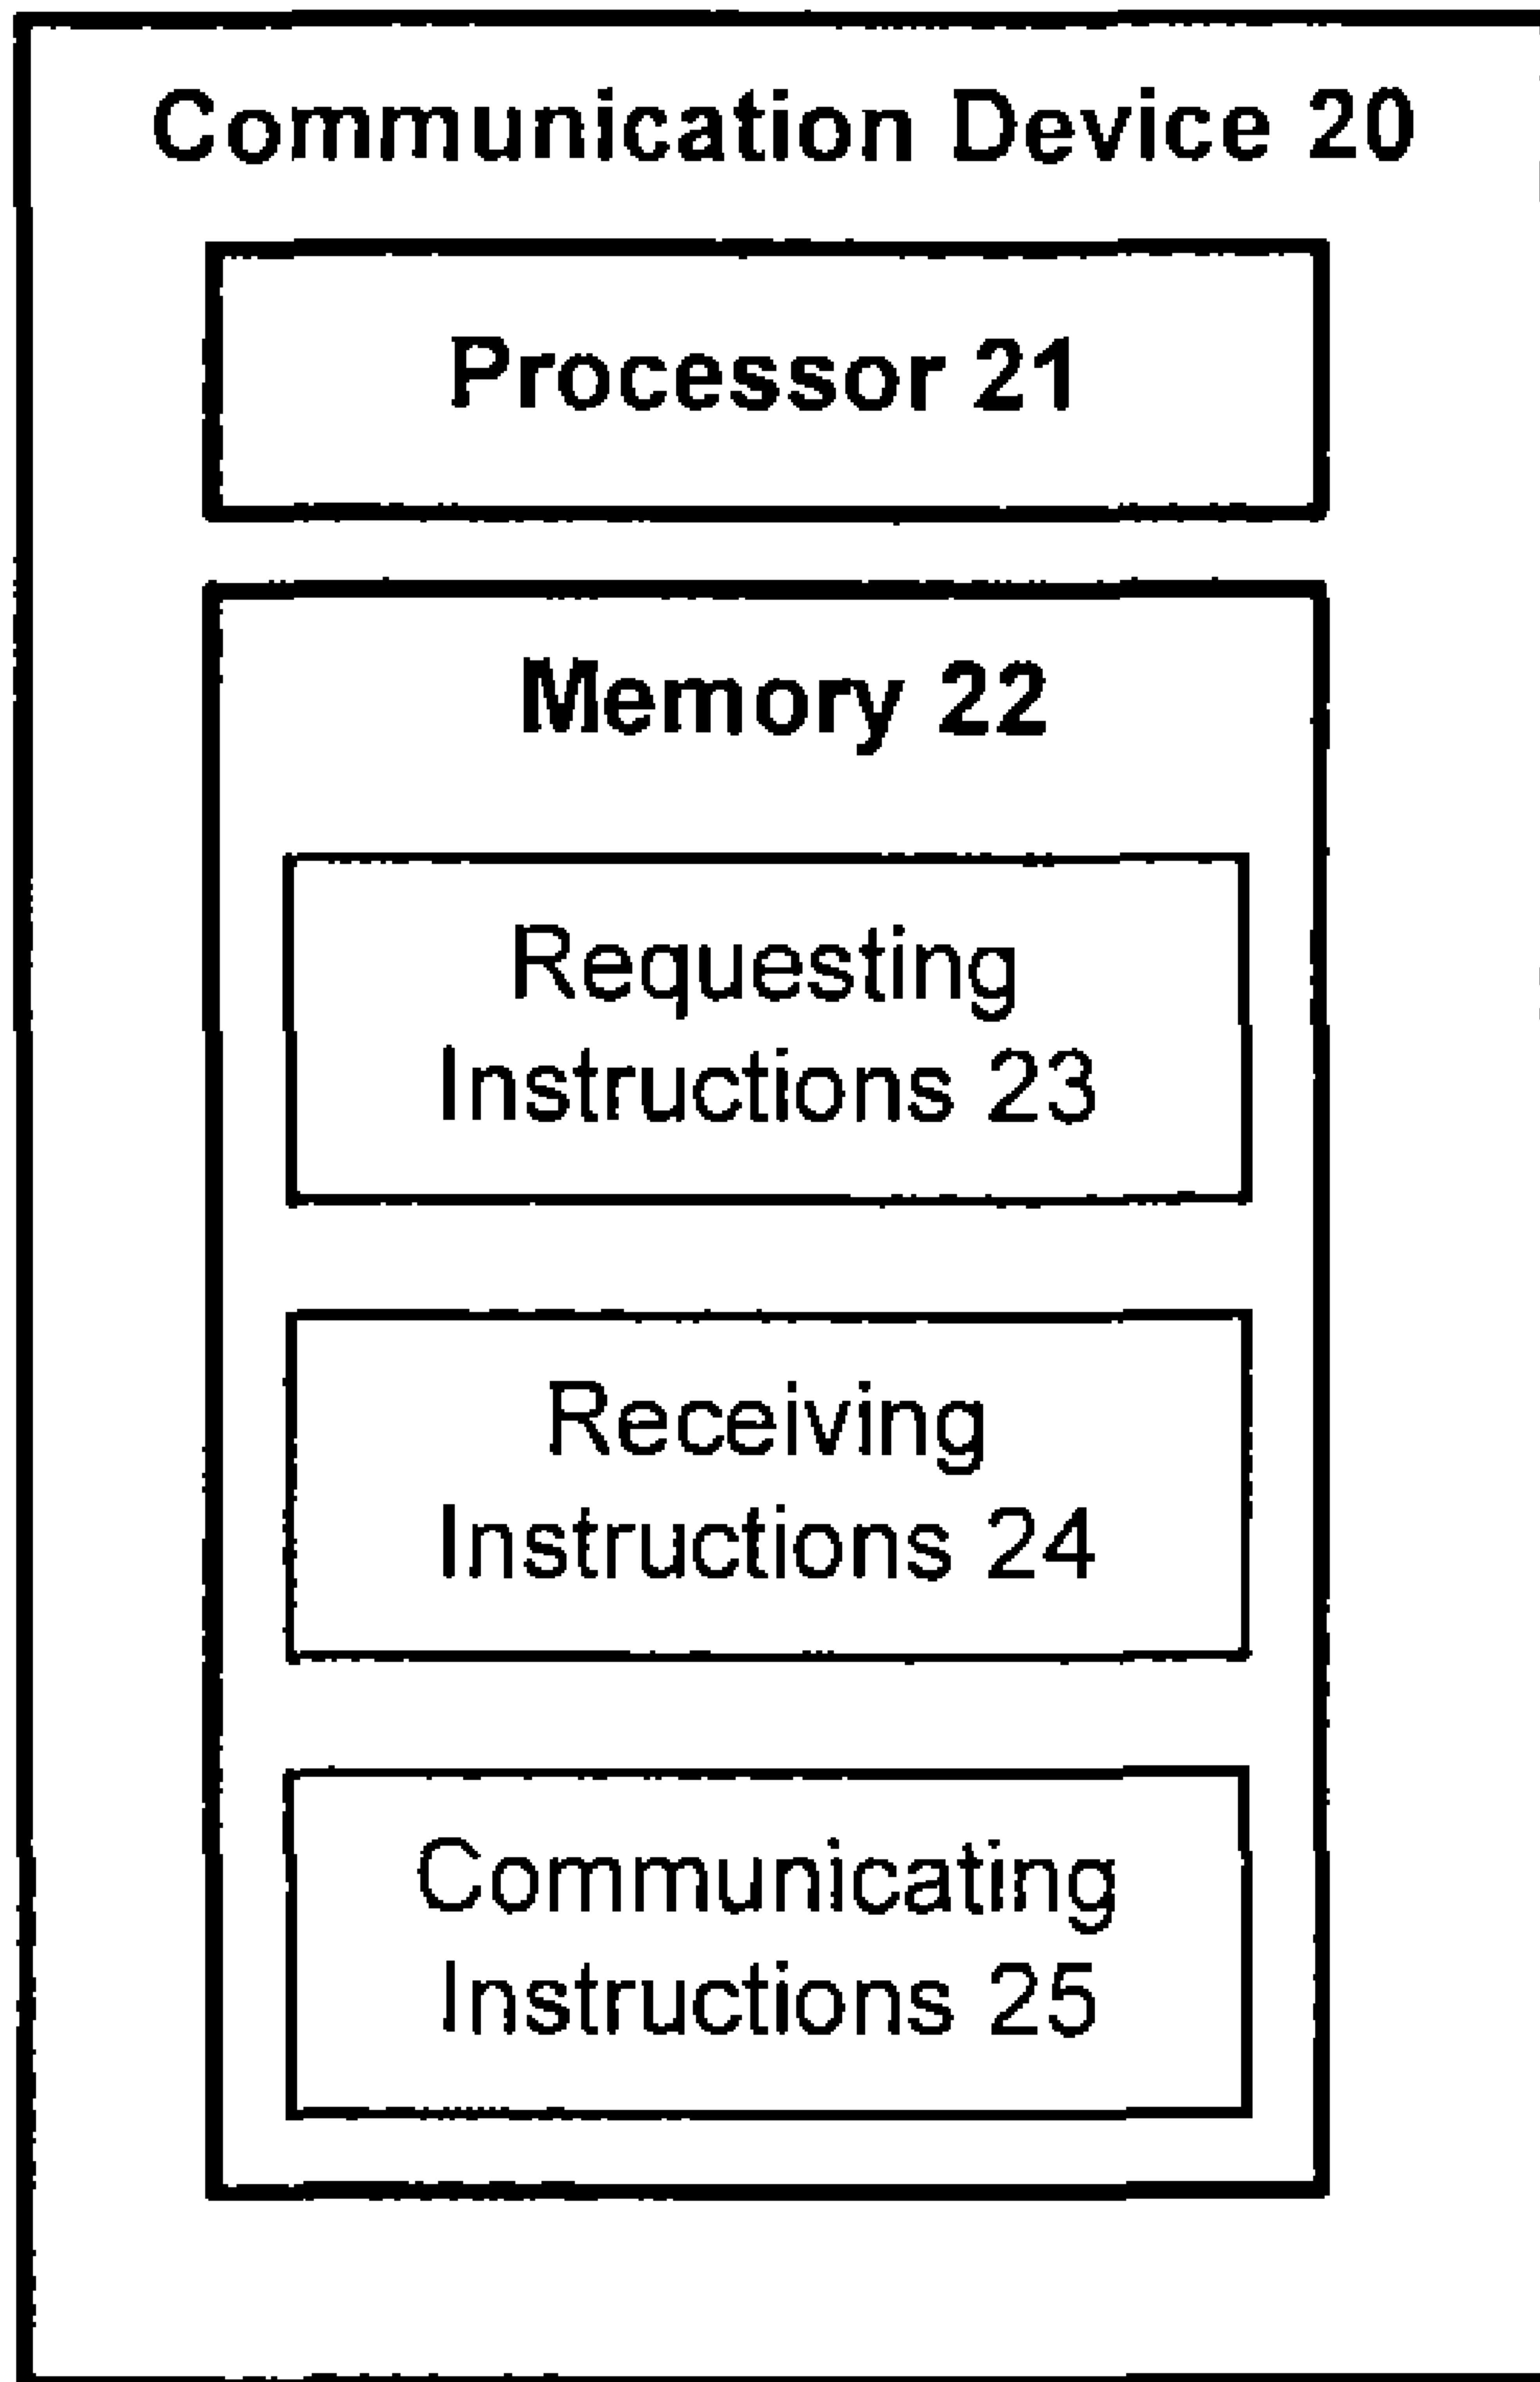 Communication Device 20
Processor 21
Memory 22
Requesting
Instructions 23
Receiving
Instructions 24
Communicating
Instructions 25